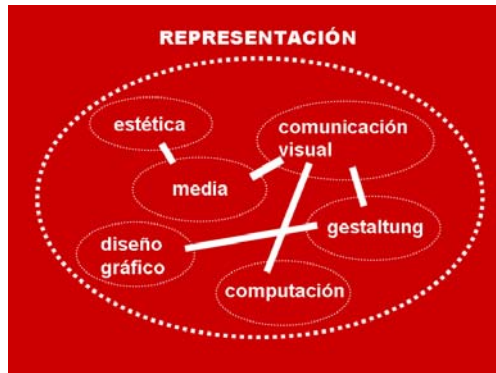 REPRESENTACIÓN
estética
comunicación
visual
media
gestaltung
diseño
gráfico
computación